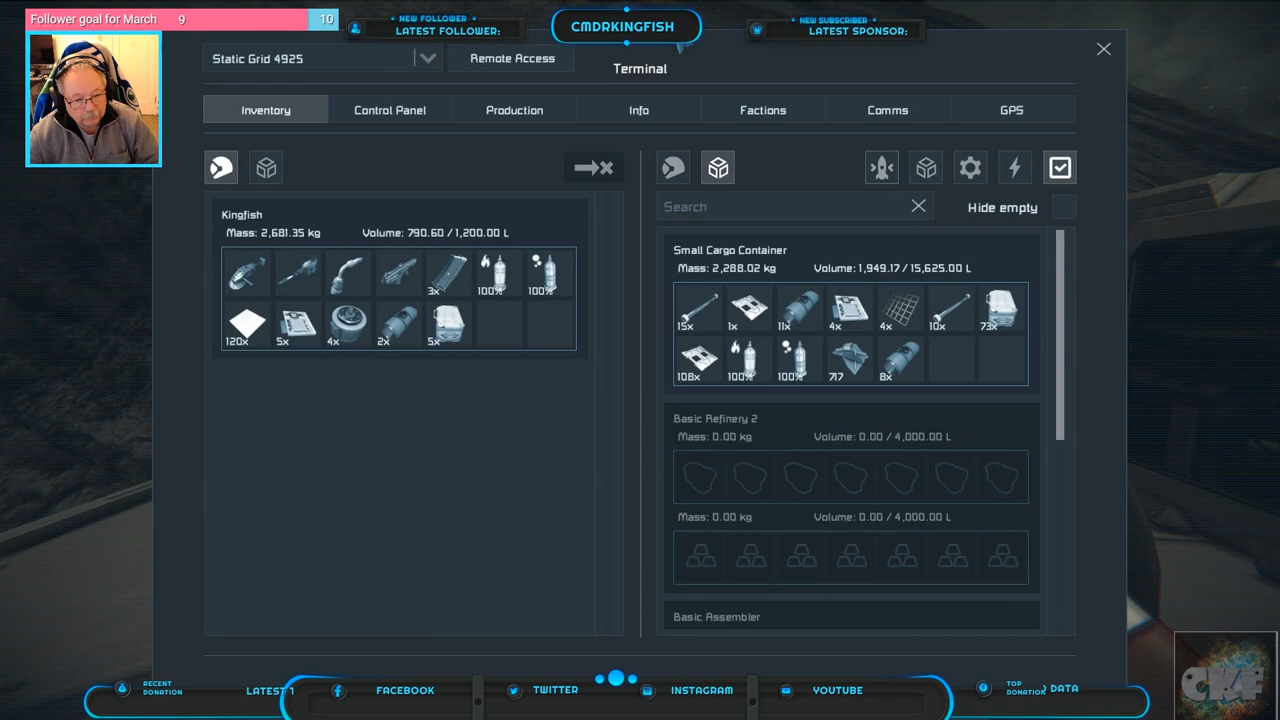 Follower goal for March 9 10
NEW FOLLOWER
LATEST FOLLOWER:
CMDRKINGFISH
NEW SUBSCRIBER
LATEST SPONSOR:
Static Grid 4925
Remote Access
Terminal
Inventory
Control Panel
Production
Info
Factions
Comms
GPS
Search
Hide empty
Kingfish
Mass: 2,681.35 kg Volume: 790.60 / 1,200.00 L
3x 100% 100%
120x 5x 4x 2x 5x
Small Cargo Container
Mass: 2,288.02 kg Volume: 1,949.17 / 15,625.00 L
15x 1x 11x 4x 4x 10x 73x
108x 100% 100% 717 8x
Basic Refinery 2
Mass: 0.00 kg Volume: 0.00 / 4,000.00 L
Mass: 0.00 kg Volume: 0.00 / 4,000.00 L
Basic Assembler
RECENT
DONATION
LATEST 1
FACEBOOK
TWITTER
INSTAGRAM
YOUTUBE
TOP
DONATION
DATA
CKF